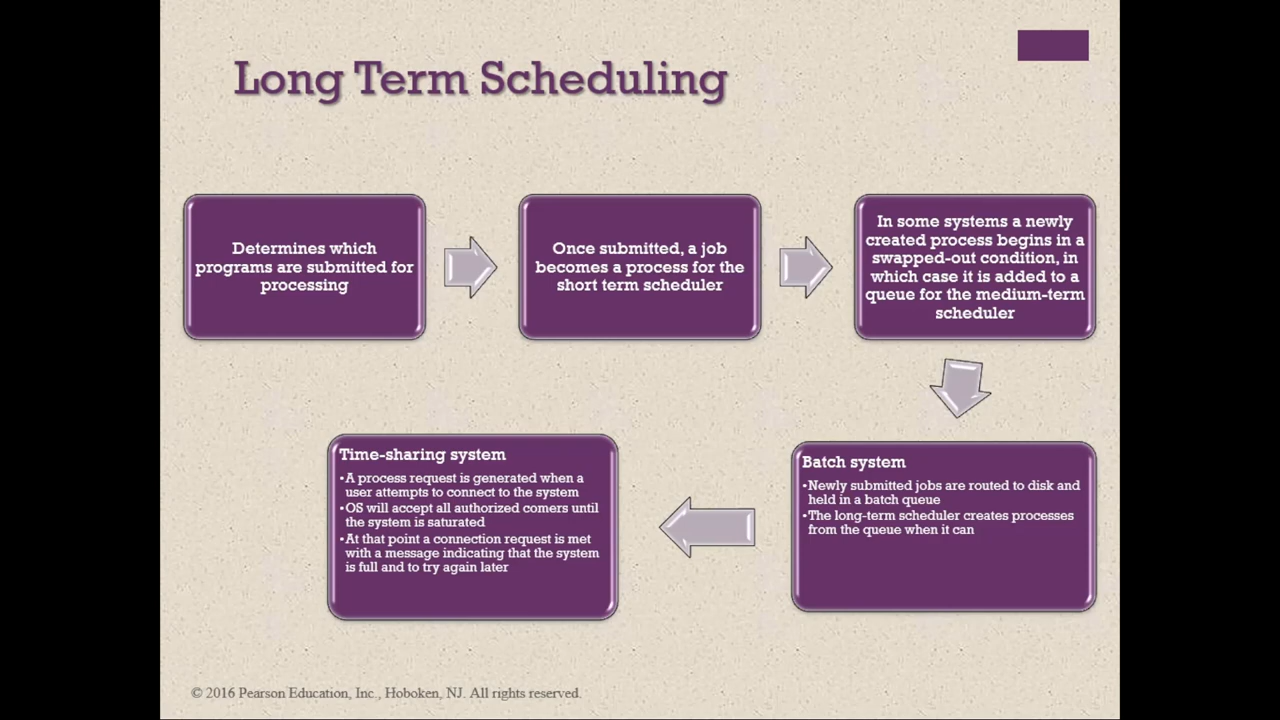 Long Term Scheduling
Determines which
programs are submitted for
processing
Once submitted, a job
becomes a process for the
short term scheduler
In some systems a newly
created process begins in a
swapped-out condition, in
which case it is added to a
queue for the medium-term
scheduler
Batch system
•Newly submitted jobs are routed to disk and
held in a batch queue
•The long-term scheduler creates processes
from the queue when it can
Time-sharing system
•A process request is generated when a
user attempts to connect to the system
•OS will accept all authorized comers until
the system is saturated
•At that point a connection request is met
with a message indicating that the system
is full and to try again later
© 2016 Pearson Education, Inc., Hoboken, NJ. All rights reserved.